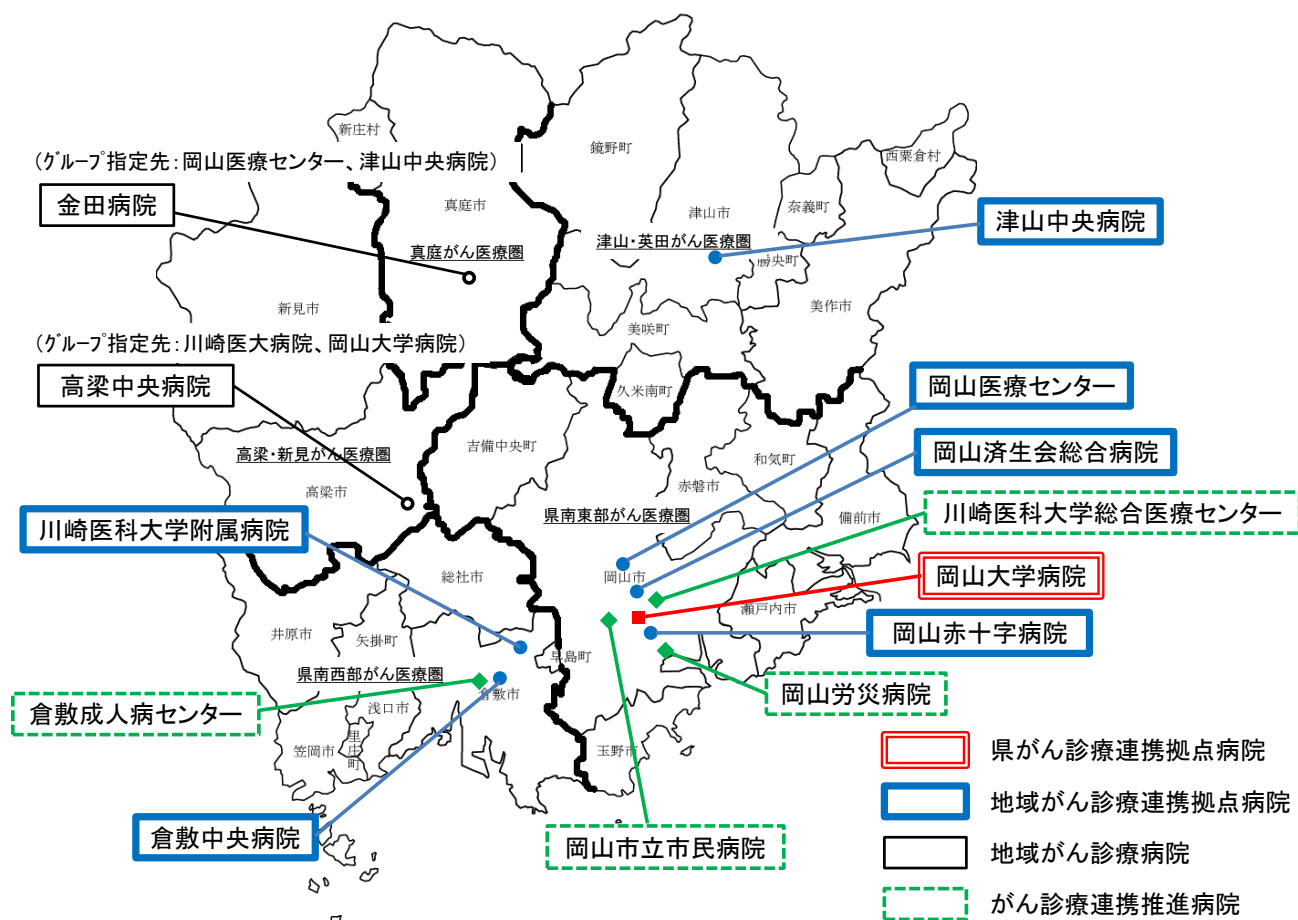 新庄村
鏡野町
西粟倉村
(グループ指定先:岡山医療センター、津山中央病院)
金田病院
真庭市
津山市
奈義町
津山中央病院
真庭がん医療圏
津山・英田がん医療圏
勝央町
新見市
美作市
美咲町
(グループ指定先:川崎医大病院、岡山大学病院)
高梁中央病院
久米南町
岡山医療センター
吉備中央町
高梁・新見がん医療圏
和気町
岡山済生会総合病院
高梁市
赤磐市
川崎医科大学附属病院
県南東部がん医療圏
備前市
川崎医科大学総合医療センター
総社市
岡山市
岡山大学病院
瀬戸内市
井原市
矢掛町
早島町
岡山赤十字病院
県南西部がん医療圏
倉敷市
岡山労災病院
倉敷成人病センター
浅口市
里庄町
笠岡市
玉野市
倉敷中央病院
岡山市立市民病院
県がん診療連携拠点病院
地域がん診療連携拠点病院
地域がん診療病院
がん診療連携推進病院